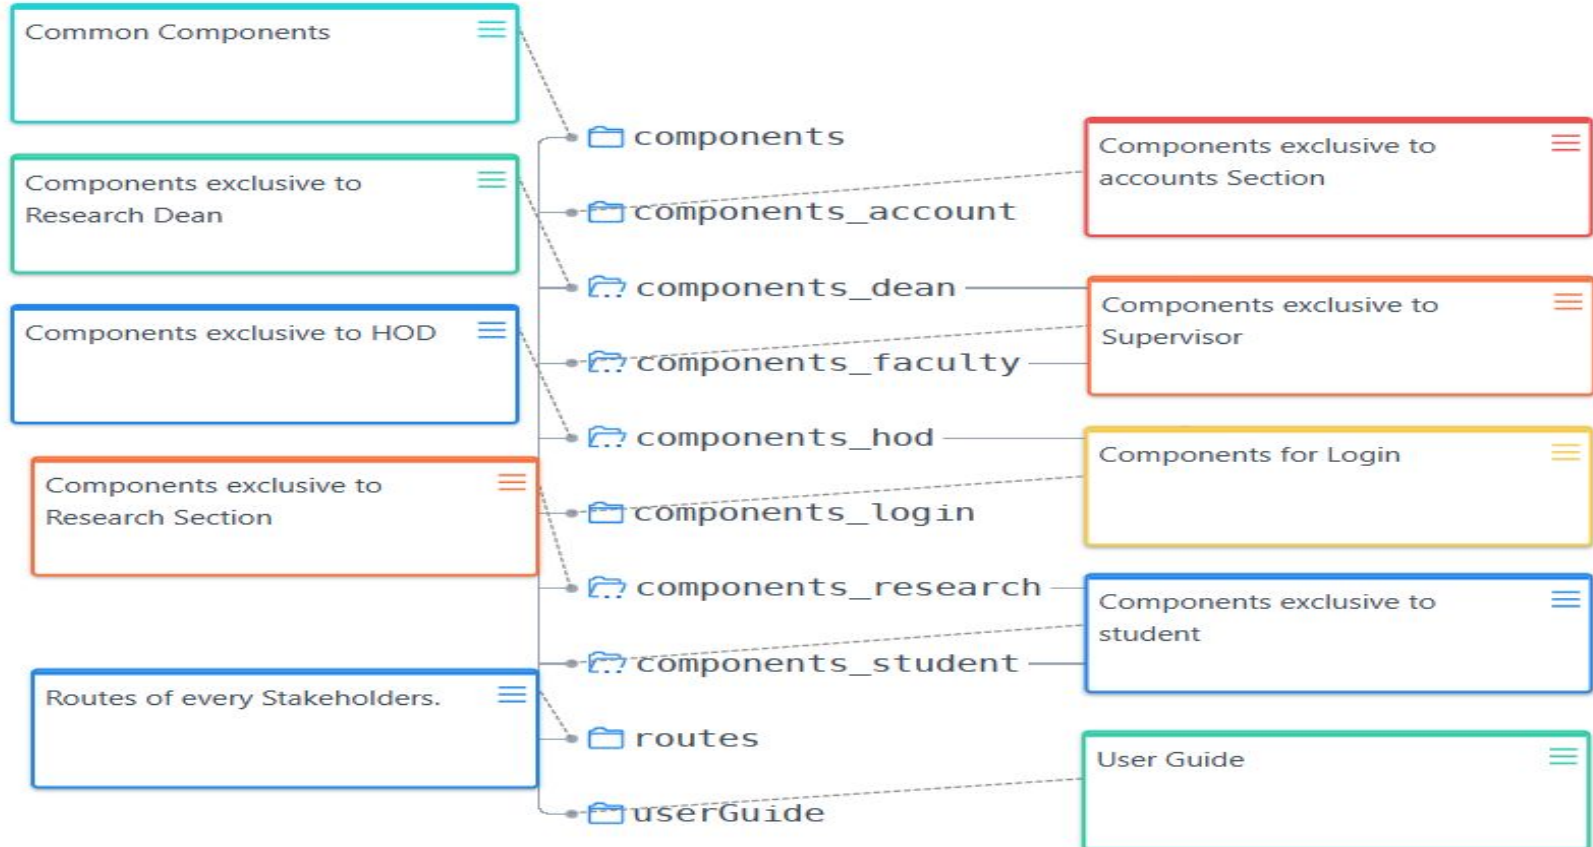 Common Components
Components exclusive to
Research Dean
Components exclusive to HOD
Components exclusive to
Research Section
Routes of every Stakeholders.
components
components_account
components_dean
components_faculty
components_hod
components_login
components_research
components_student
routes
userGuide
Components exclusive to
accounts Section
Components exclusive to
Supervisor
Components for Login
Components exclusive to
student
User Guide